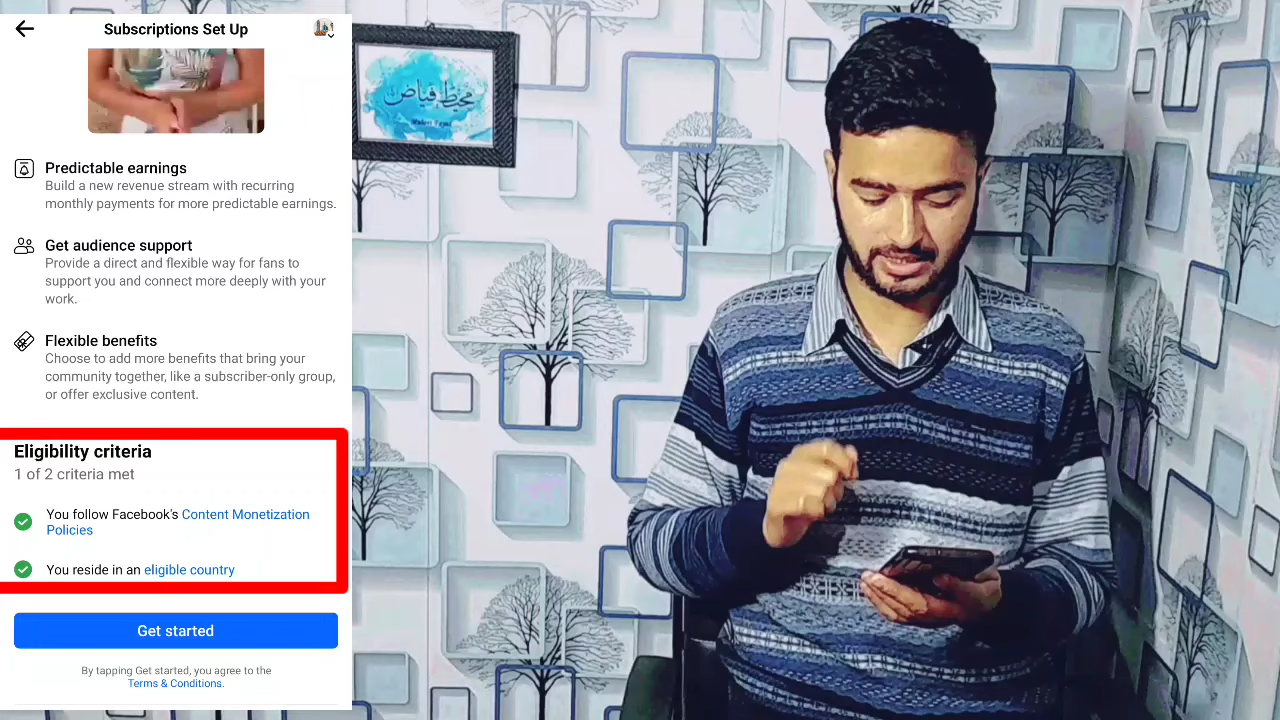 Subscriptions Set Up
Predictable earnings
Build a new revenue stream with recurring
monthly payments for more predictable earnings.
Get audience support
Provide a direct and flexible way for fans to
support you and connect more deeply with your
work.
Flexible benefits
Choose to add more benefits that bring your
community together, like a subscriber-only group,
or offer exclusive content.
Eligibility criteria
1 of 2 criteria met
You follow Facebook's Content Monetization
Policies
You reside in an eligible country
Get started
By tapping Get started, you agree to the
Terms & Conditions.
محیط فیاض